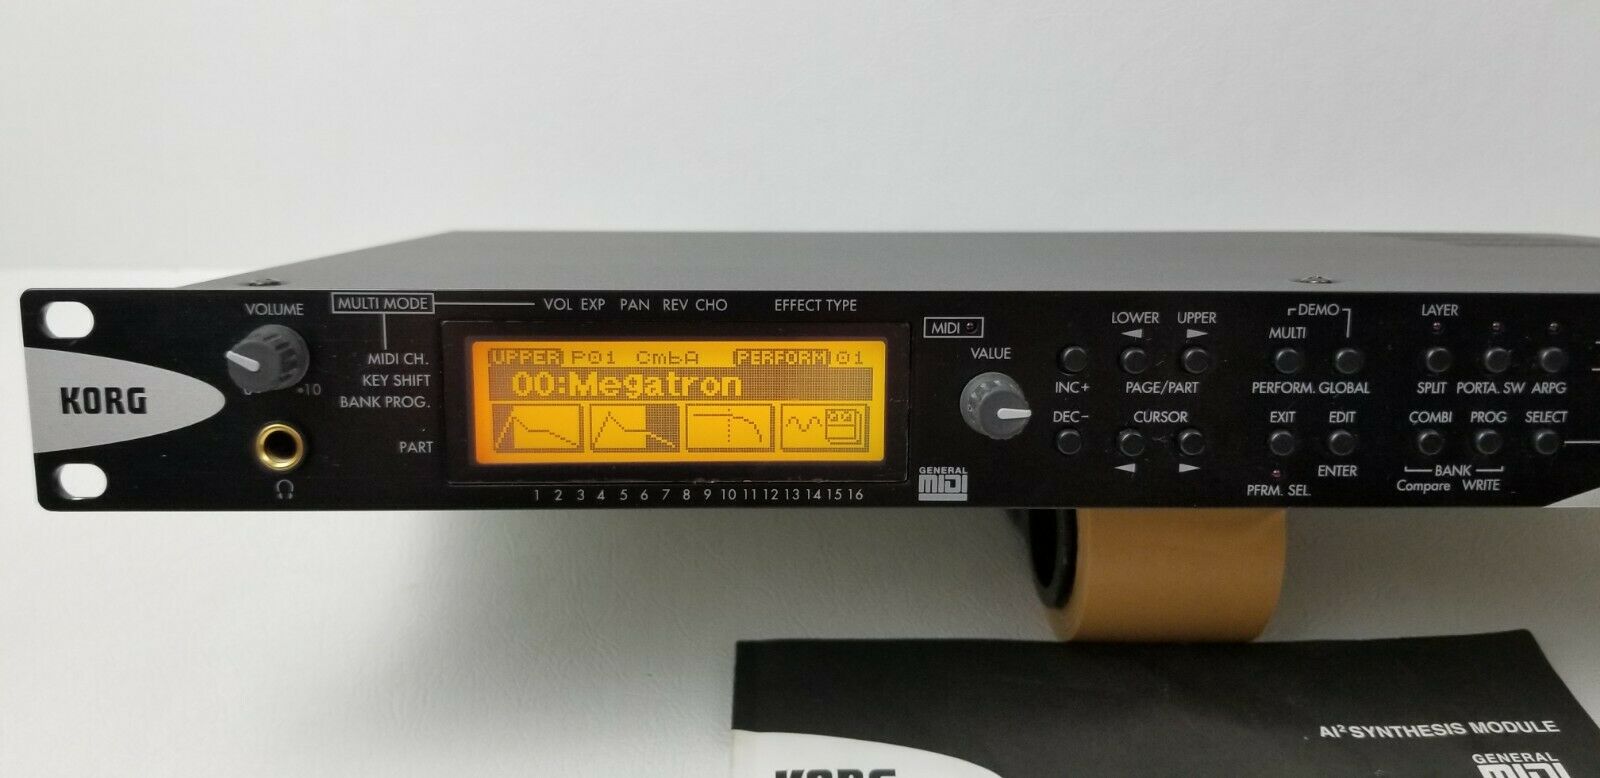 VOLUME
0 10
KORG
MULTI MODE
VOL EXP PAN REV CHO EFFECT TYPE
MIDI CH.
KEY SHIFT
BANK PROG.
PART
UPPER P01 CmbA PERFORM 01
00:Megatron
1 2 3 4 5 6 7 8 9 10 11 12 13 14 15 16
MIDI
VALUE
GENERAL
MIDI
LOWER UPPER
INC+ PAGE/PART
DEC- CURSOR
DEMO
MULTI
PERFORM. GLOBAL
EXIT EDIT
ENTER
PFRM. SEL.
LAYER
SPLIT PORTA. SW ARPG
COMBI PROG SELECT
BANK
Compare WRITE
AI² SYNTHESIS MODULE
GENERAL
MIDI
KORG